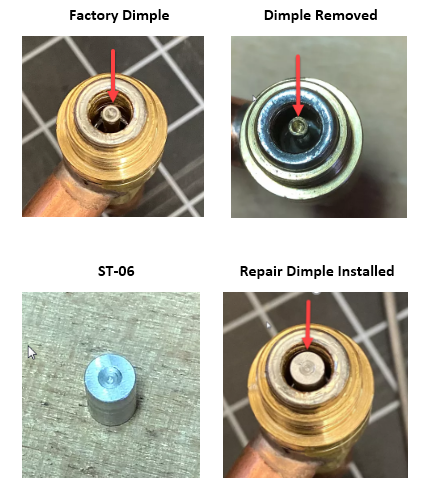 Factory Dimple
Dimple Removed
ST-06
Repair Dimple Installed